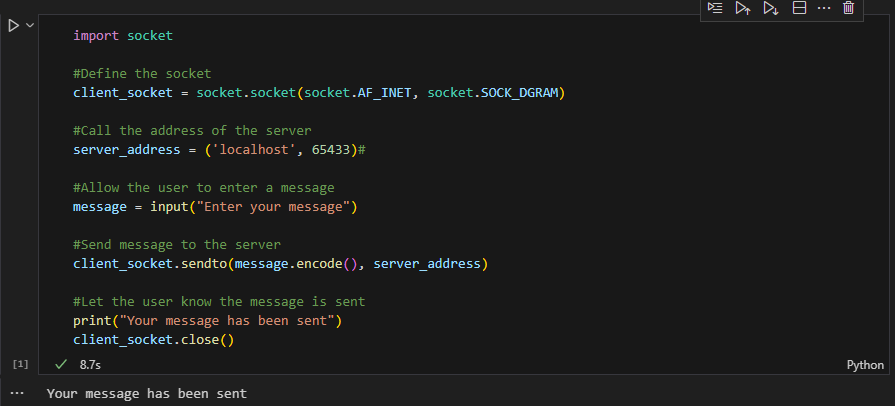 import socket
#Define the socket
client_socket = socket.socket(socket.AF_INET, socket.SOCK_DGRAM)
#Call the address of the server
server_address = ('localhost', 65433)#
#Allow the user to enter a message
message = input("Enter your message")
#Send message to the server
client_socket.sendto(message.encode(), server_address)
#Let the user know the message is sent
print("Your message has been sent")
client_socket.close()
[1] 8.7s Python
Your message has been sent